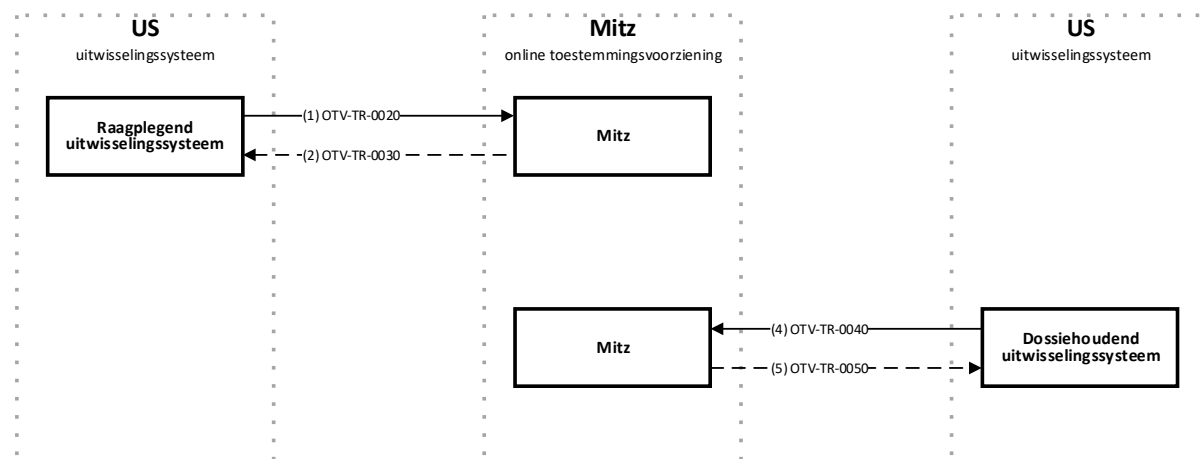 US
uitwisselingssysteem
Mitz
online toestemmingsvoorziening
US
uitwisselingssysteem
Raagplegend
uitwisselingssysteem
(1) OTV-TR-0020
(2) OTV-TR-0030
Mitz
Mitz
(4) OTV-TR-0040
(5) OTV-TR-0050
Dossiehoudend
uitwisselingssysteem